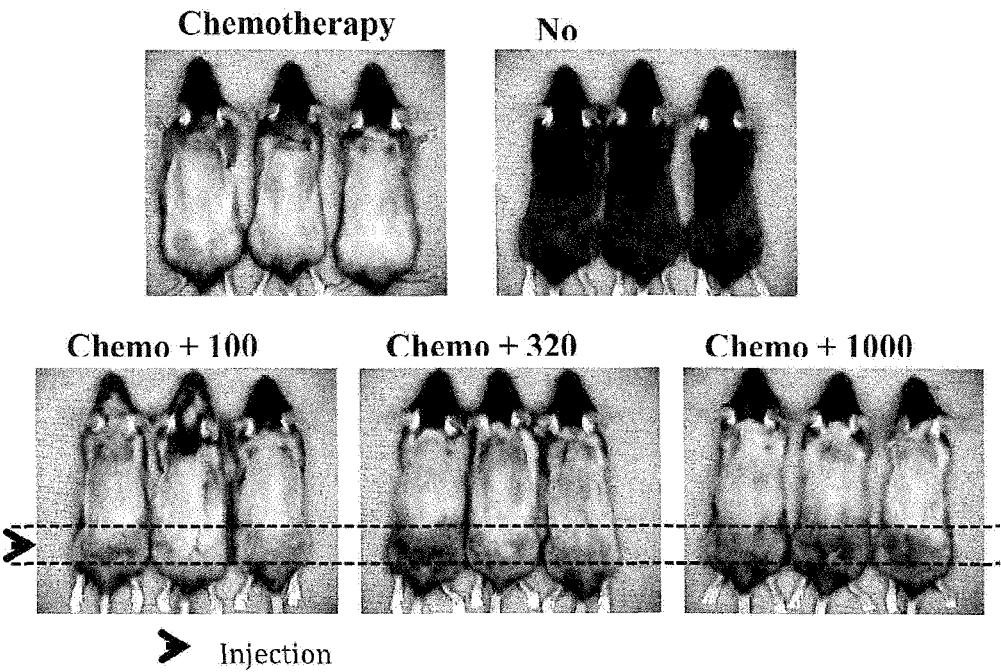 Chemotherapy
No
Chemo + 100
Chemo + 320
Chemo + 1000
Injection